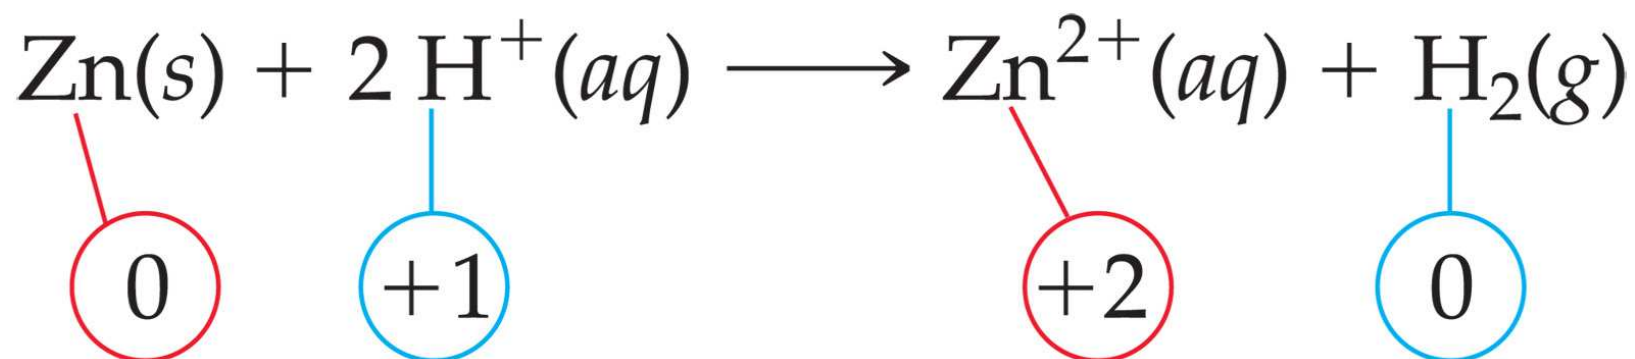 Zn(s) + 2 H⁺(aq) ⟶ Zn²⁺(aq) + H₂(g)
0 +1 +2 0